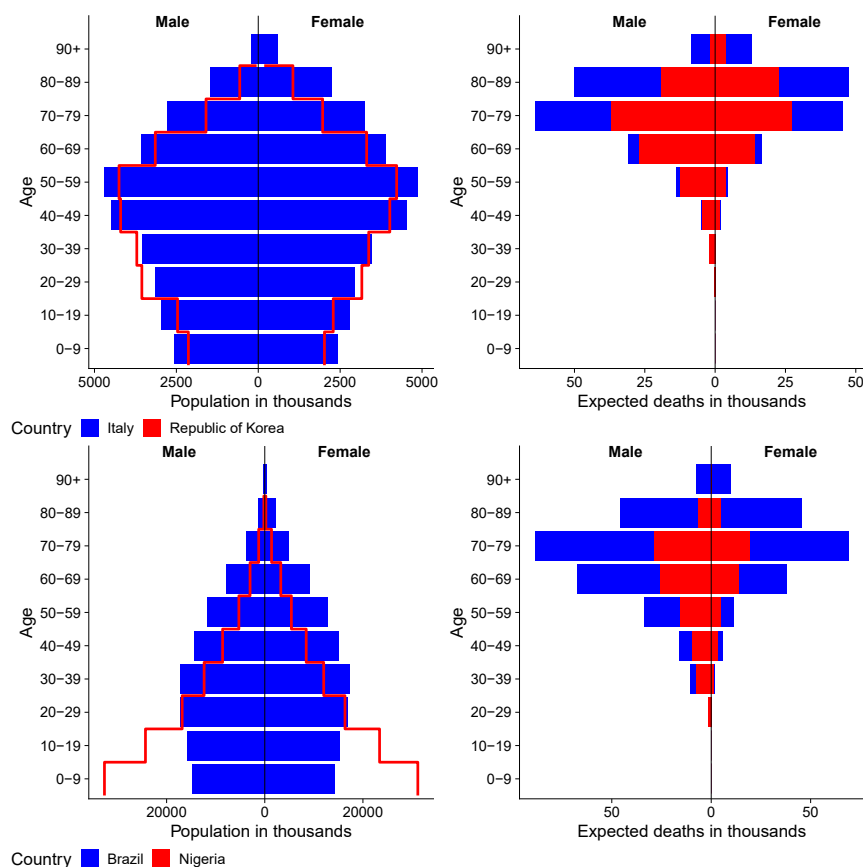 Male Female
90+
80−89
70−79
60−69
50−59
40−49
30−39
20−29
10−19
0−9
Age
5000 2500 0 2500 5000
Population in thousands
Male Female
90+
80−89
70−79
60−69
50−59
40−49
30−39
20−29
10−19
0−9
Age
50 25 0 25 50
Expected deaths in thousands
Country Italy Republic of Korea
Male Female
90+
80−89
70−79
60−69
50−59
40−49
30−39
20−29
10−19
0−9
Age
20000 0 20000
Population in thousands
Male Female
90+
80−89
70−79
60−69
50−59
40−49
30−39
20−29
10−19
0−9
Age
50 0 50
Expected deaths in thousands
Country Brazil Nigeria